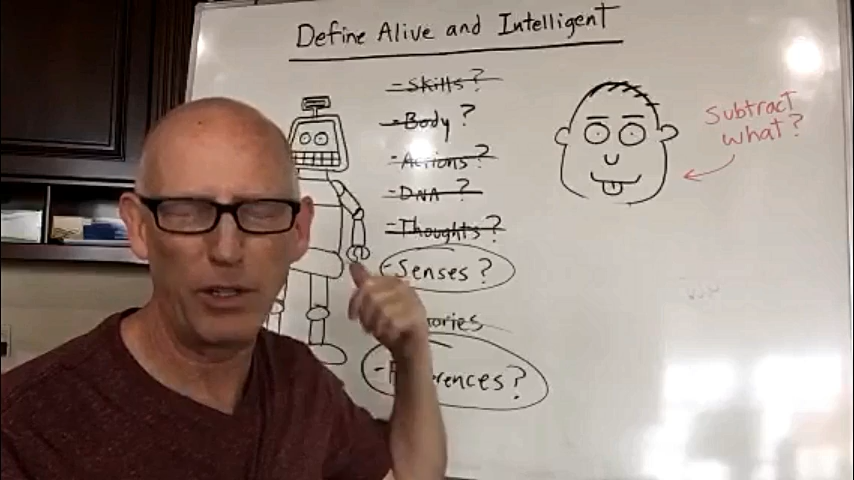 Define Alive and Intelligent
- Skills?
- Body?
- Actions?
- DNA?
- Thoughts?
- Senses?
- Preferences?
Subtract
what?